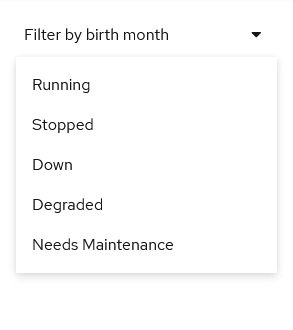 Filter by birth month
Running
Stopped
Down
Degraded
Needs Maintenance